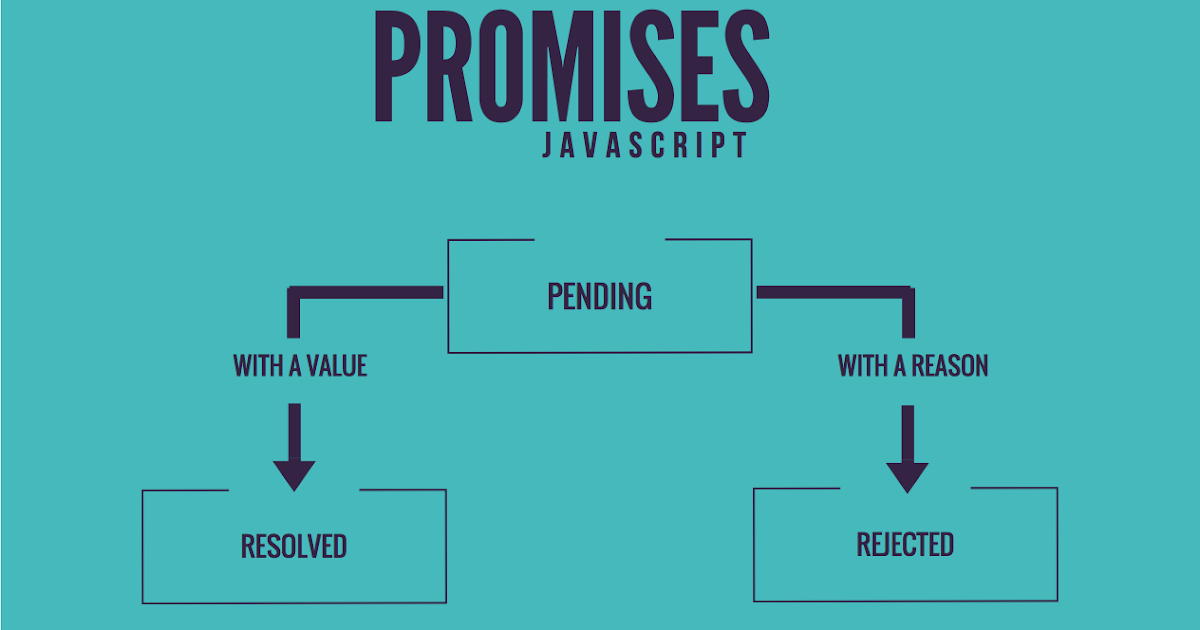 PROMISES
JAVASCRIPT
PENDING
WITH A VALUE
WITH A REASON
RESOLVED
REJECTED